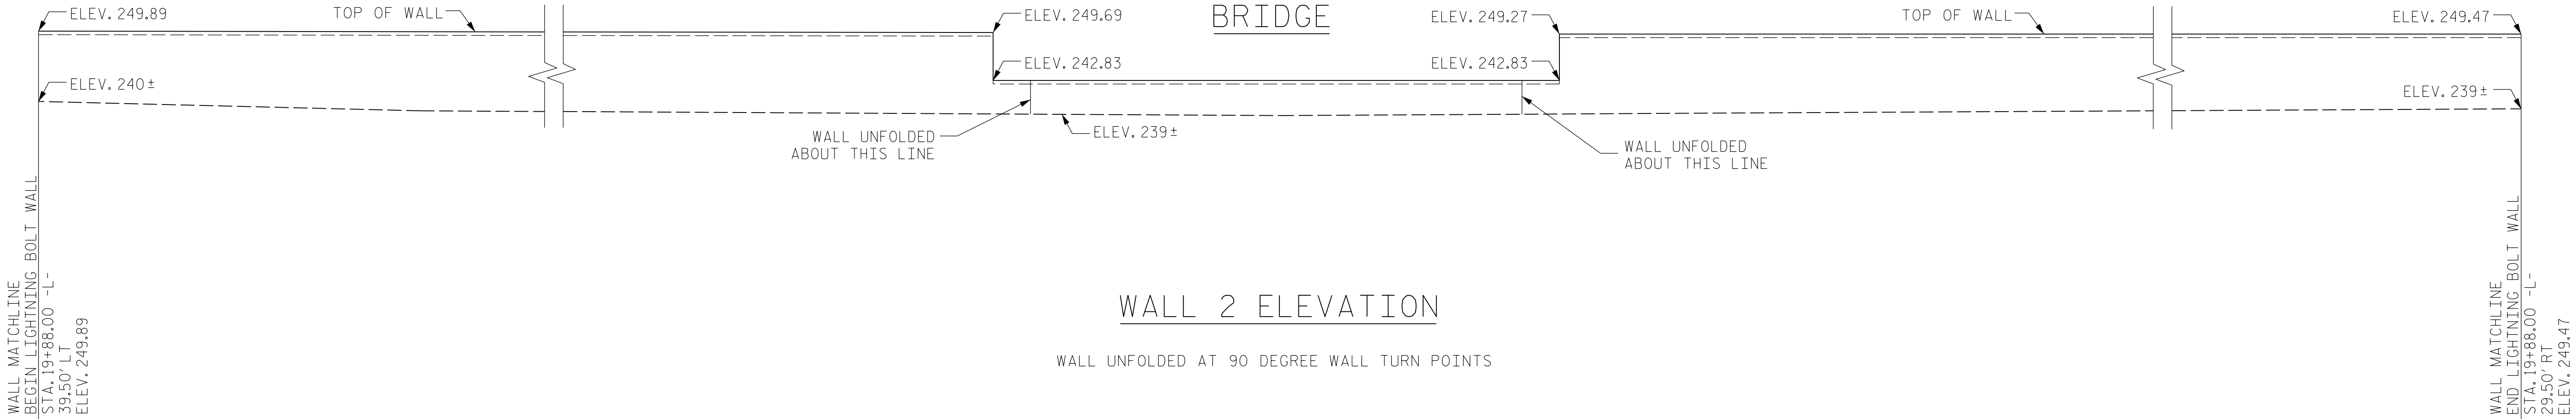 ELEV. 249.89
TOP OF WALL
ELEV. 249.69
BRIDGE
ELEV. 249.27
TOP OF WALL
ELEV. 249.47
ELEV. 240±
ELEV. 242.83
ELEV. 242.83
ELEV. 239±
WALL UNFOLDED
ABOUT THIS LINE
ELEV. 239±
WALL UNFOLDED
ABOUT THIS LINE
WALL MATCHLINE
BEGIN LIGHTNING BOLT WALL
STA. 19+88.00 -L-
39.50' LT
ELEV. 249.89
WALL 2 ELEVATION
WALL UNFOLDED AT 90 DEGREE WALL TURN POINTS
WALL MATCHLINE
END LIGHTNING BOLT WALL
STA. 19+88.00 -L-
29.50' RT
ELEV. 249.47